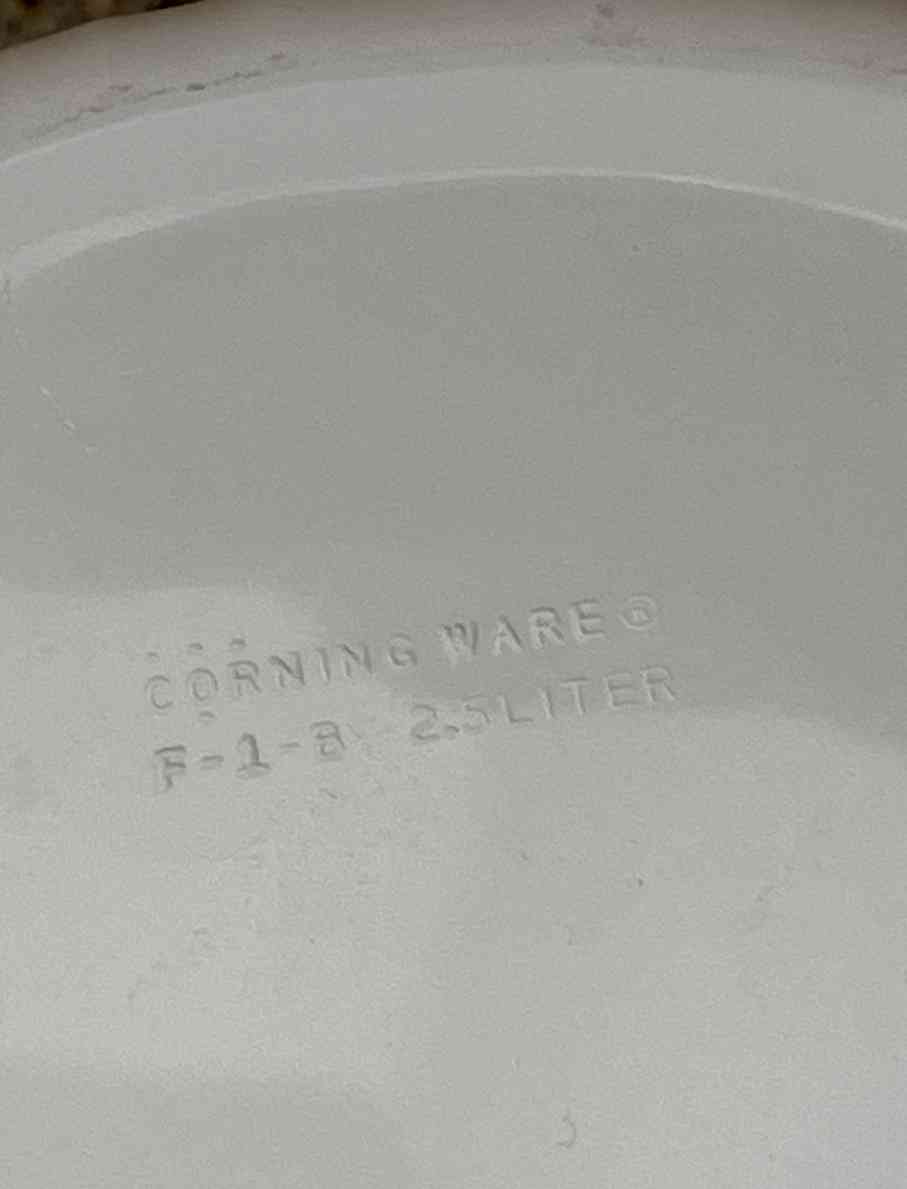 CORNING WARE ®
F-1-B 2.5LITER